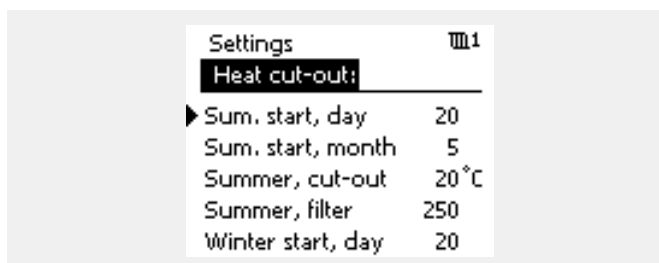 Settings 1
Heat cut-out:
Sum. start, day 20
Sum. start, month 5
Summer, cut-out 20°C
Summer, filter 250
Winter start, day 20